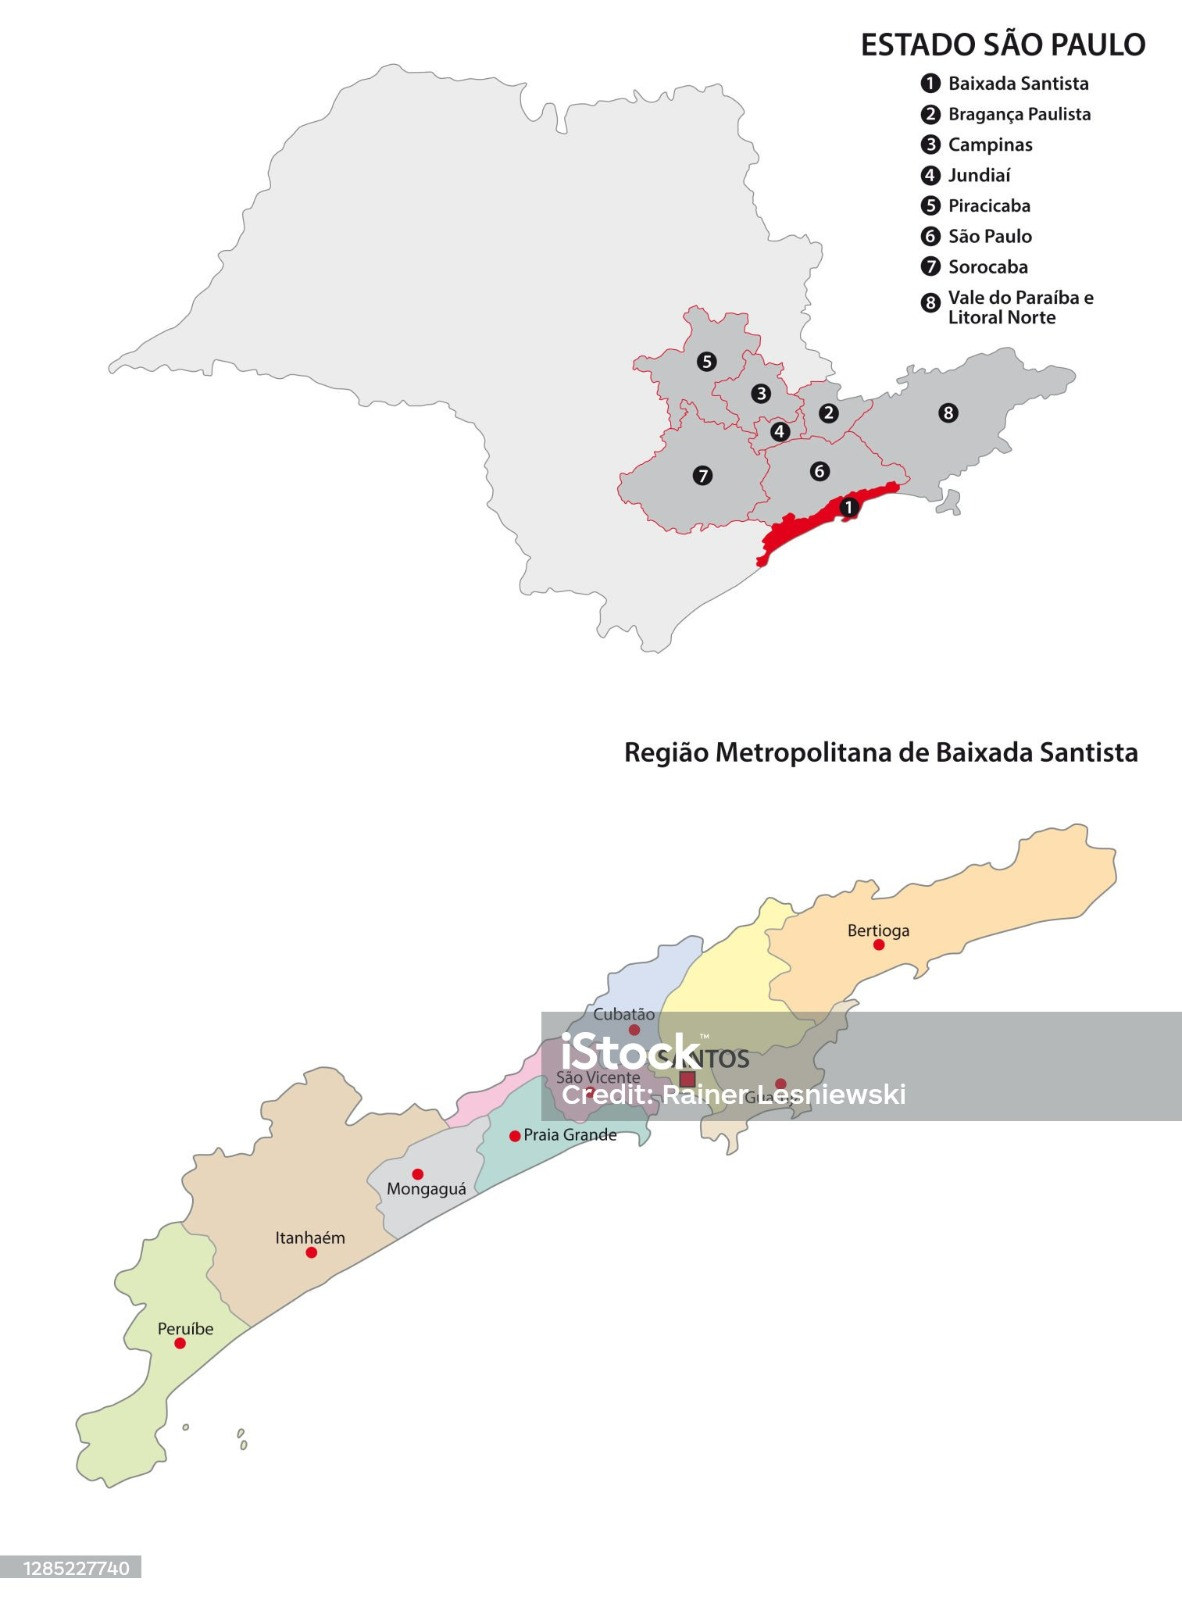 ESTADO SÃO PAULO
1 Baixada Santista
2 Bragança Paulista
3 Campinas
4 Jundiaí
5 Piracicaba
6 São Paulo
7 Sorocaba
8 Vale do Paraíba e
Litoral Norte
5
3
2
8
4
6
7
1
Região Metropolitana de Baixada Santista
Bertioga
Cubatão
iStock™
SANTOS
São Vicente
Credit: Rainer Lesniewski
Praia Grande
Mongaguá
Itanhaém
Peruíbe
1285227740